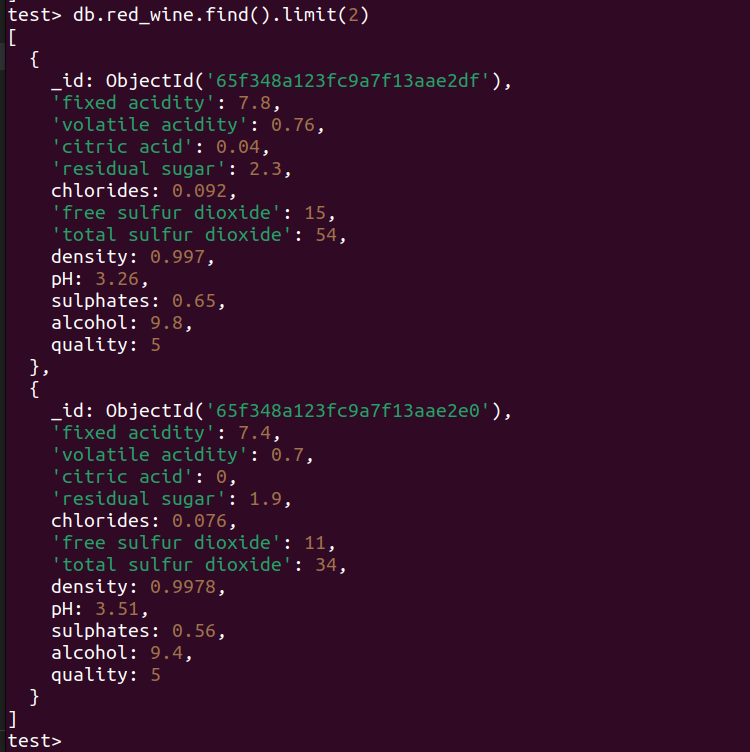 test> db.red_wine.find().limit(2)
[
  {
    _id: ObjectId('65f348a123fc9a7f13aae2df'),
    'fixed acidity': 7.8,
    'volatile acidity': 0.76,
    'citric acid': 0.04,
    'residual sugar': 2.3,
    chlorides: 0.092,
    'free sulfur dioxide': 15,
    'total sulfur dioxide': 54,
    density: 0.997,
    pH: 3.26,
    sulphates: 0.65,
    alcohol: 9.8,
    quality: 5
  },
  {
    _id: ObjectId('65f348a123fc9a7f13aae2e0'),
    'fixed acidity': 7.4,
    'volatile acidity': 0.7,
    'citric acid': 0,
    'residual sugar': 1.9,
    chlorides: 0.076,
    'free sulfur dioxide': 11,
    'total sulfur dioxide': 34,
    density: 0.9978,
    pH: 3.51,
    sulphates: 0.56,
    alcohol: 9.4,
    quality: 5
  }
]
test>